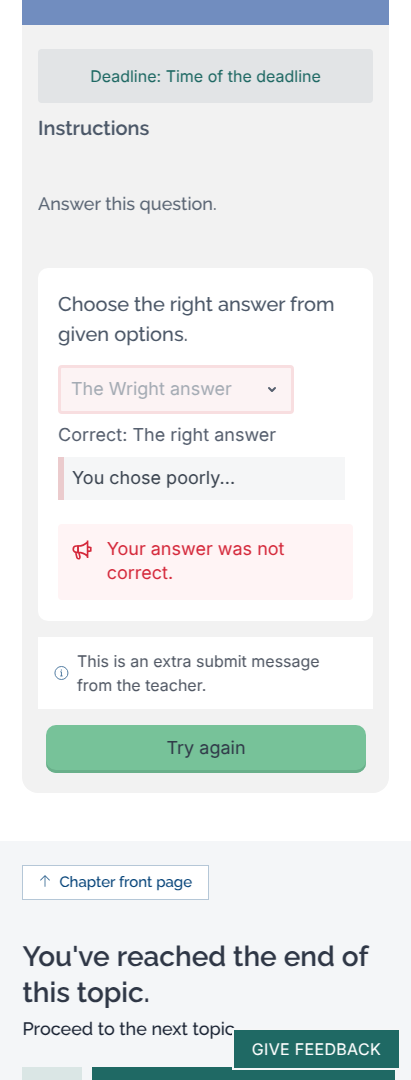 Deadline: Time of the deadline
Instructions
Answer this question.
Choose the right answer from
given options.
The Wright answer
Correct: The right answer
You chose poorly...
Your answer was not
correct.
This is an extra submit message
from the teacher.
Try again
Chapter front page
You've reached the end of
this topic.
Proceed to the next topic
GIVE FEEDBACK